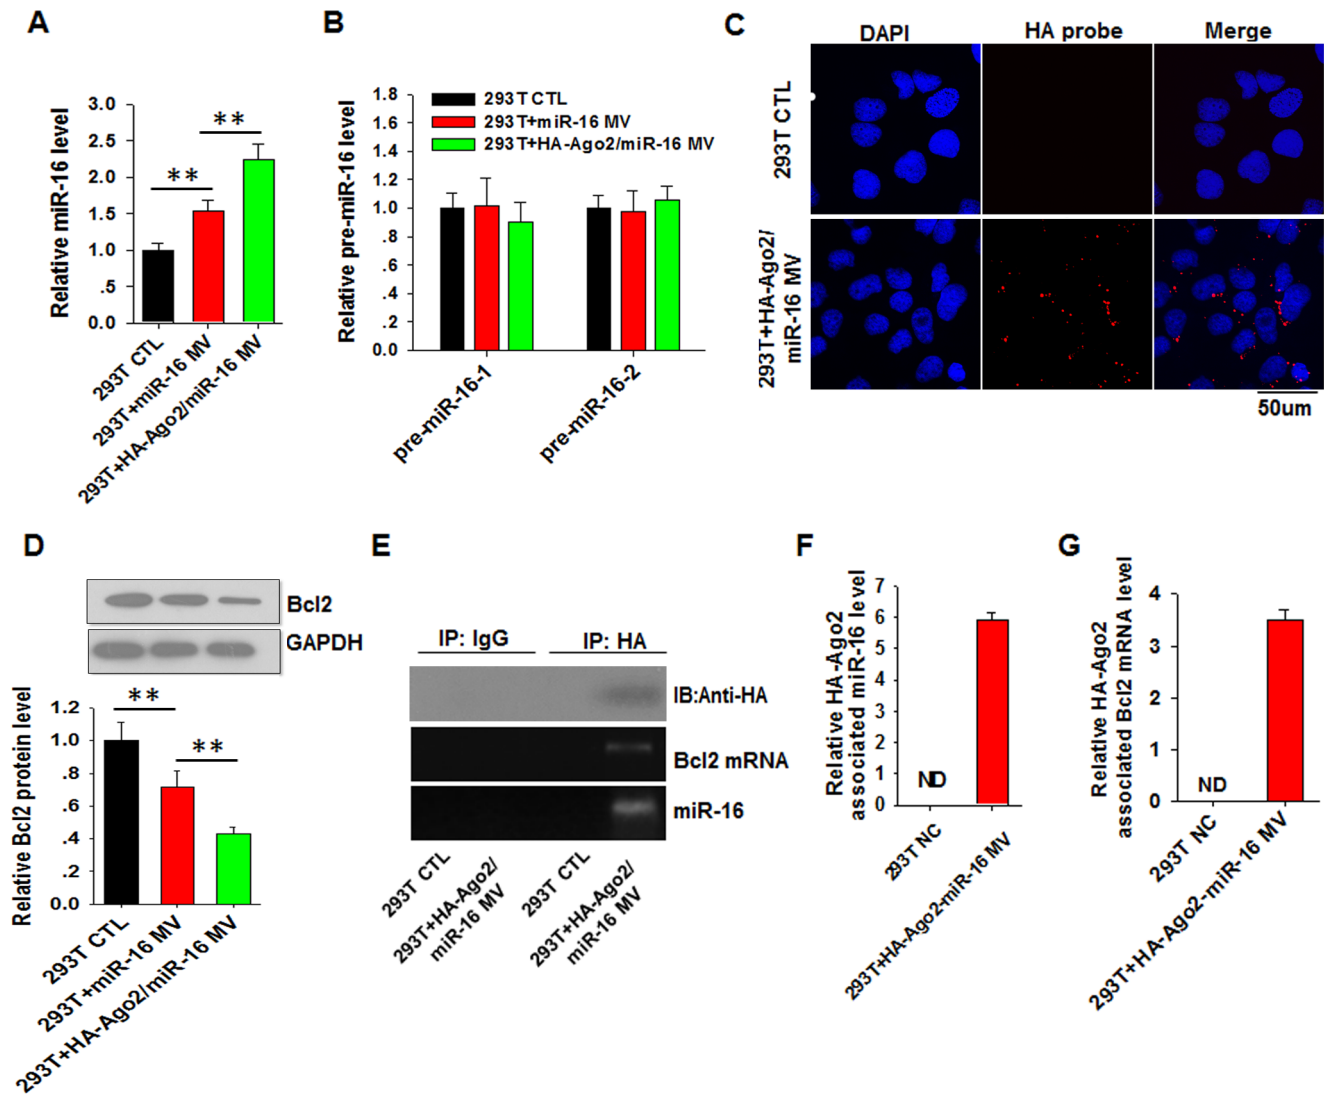 A
Relative miR-16 level
3.0
2.5
2.0
1.5
1.0
.5
0.0
**
**
293T CTL
293T+miR-16 MV
293T+HA-Ago2/miR-16 MV
B
Relative pre-miR-16 level
1.8
1.6
1.4
1.2
1.0
.8
.6
.4
.2
0.0
293T CTL
293T+miR-16 MV
293T+HA-Ago2/miR-16 MV
pre-miR-16-1
pre-miR-16-2
C
DAPI
HA probe
Merge
293T CTL
293T+HA-Ago2/
miR-16 MV
50um
D
Bcl2
GAPDH
Relative Bcl2 protein level
1.2
1.0
.8
.6
.4
.2
0.0
**
**
293T CTL
293T+miR-16 MV
293T+HA-Ago2/miR-16 MV
E
IP: IgG
IP: HA
IB:Anti-HA
Bcl2 mRNA
miR-16
293T CTL
293T+HA-Ago2/
miR-16 MV
293T CTL
293T+HA-Ago2/
miR-16 MV
F
Relative HA-Ago2
associated miR-16 level
7
6
5
4
3
2
1
0
ND
293T NC
293T+HA-Ago2-miR-16 MV
G
Relative HA-Ago2
associated Bcl2 mRNA level
4
3
2
1
0
ND
293T NC
293T+HA-Ago2-miR-16 MV